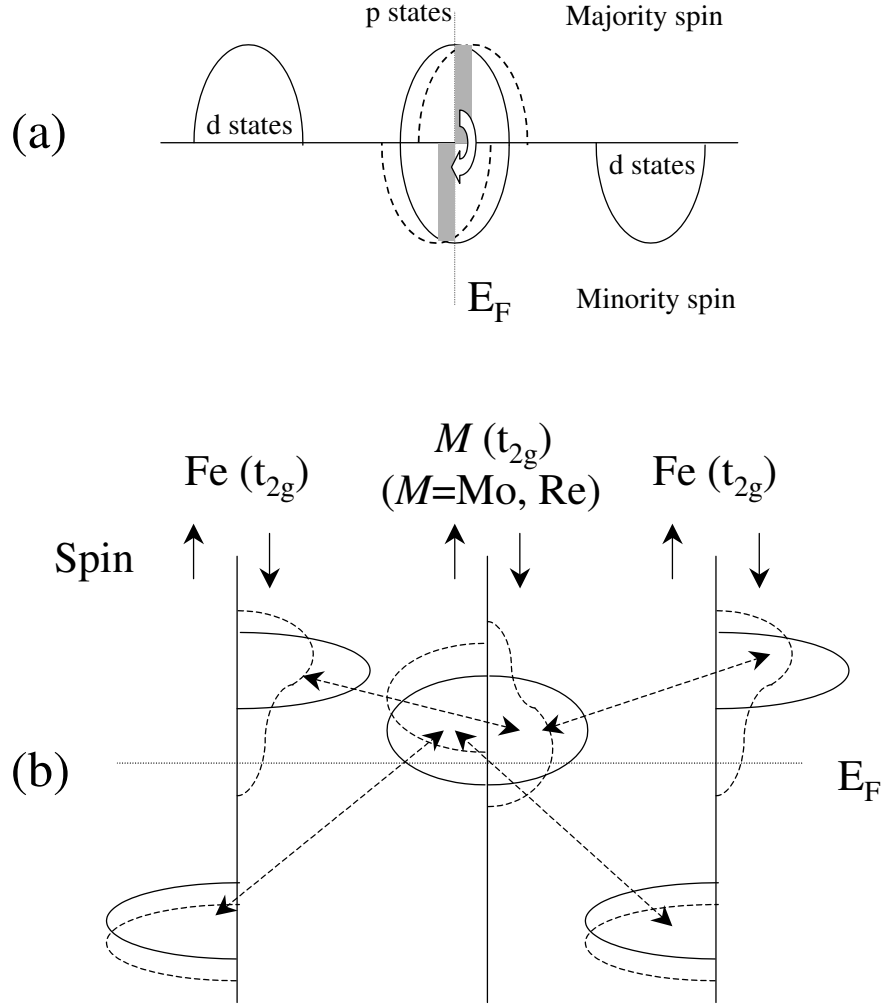 p states
Majority spin
(a)
d states
d states
E_F
Minority spin
M (t_2g)
Fe (t_2g)
(M=Mo, Re)
Fe (t_2g)
Spin
(b)
E_F